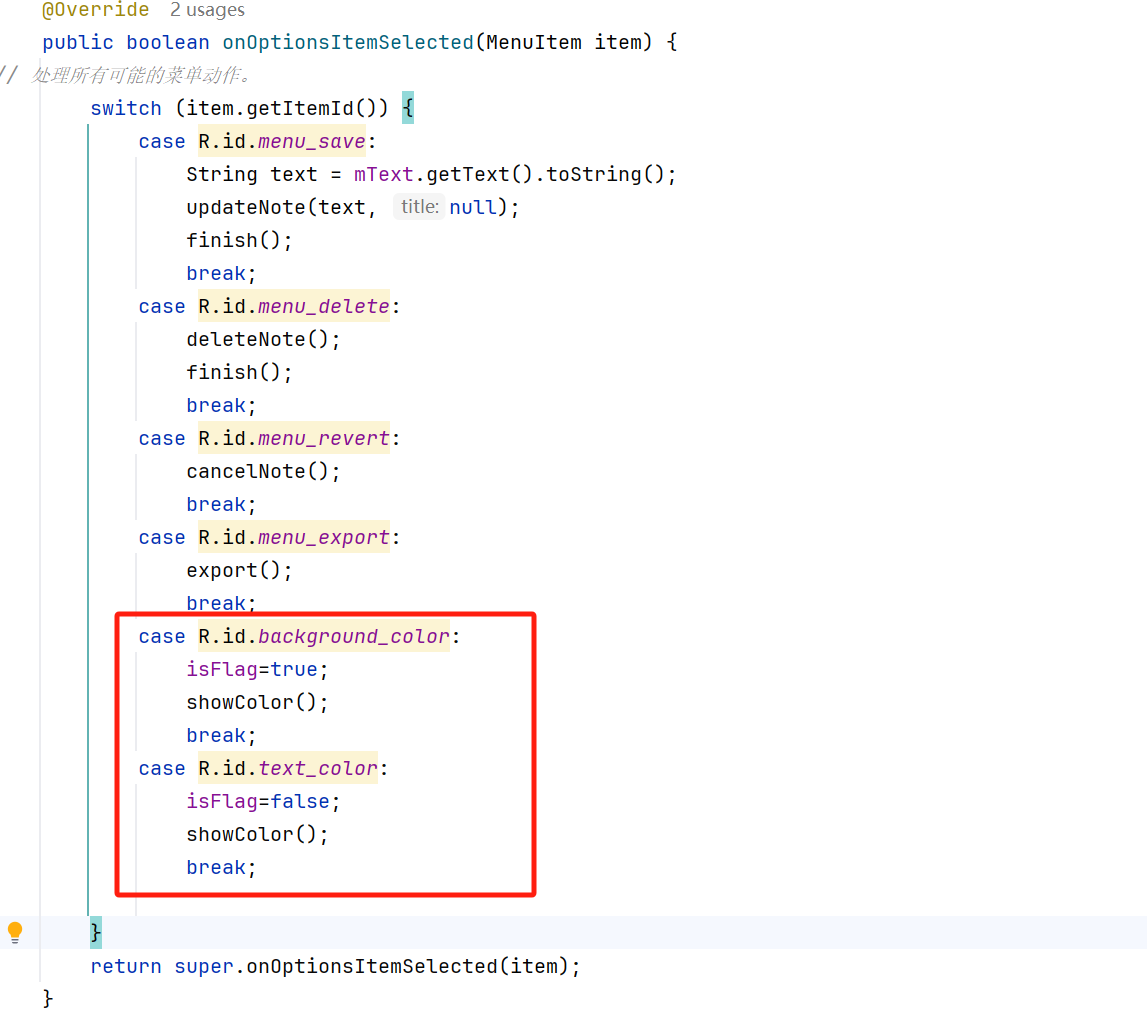 @Override 2 usages
public boolean onOptionsItemSelected(MenuItem item) {
// 处理所有可能的菜单动作。
switch (item.getItemId()) {
case R.id.menu_save:
String text = mText.getText().toString();
updateNote(text, title: null);
finish();
break;
case R.id.menu_delete:
deleteNote();
finish();
break;
case R.id.menu_revert:
cancelNote();
break;
case R.id.menu_export:
export();
break;
case R.id.background_color:
isFlag=true;
showColor();
break;
case R.id.text_color:
isFlag=false;
showColor();
break;
}
return super.onOptionsItemSelected(item);
}